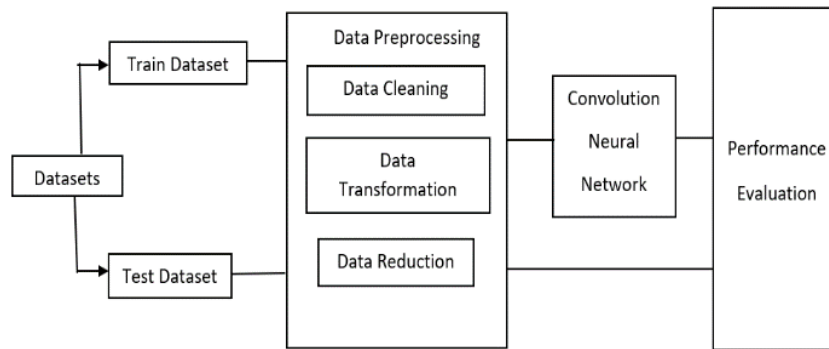 Datasets
Train Dataset
Test Dataset
Data Preprocessing
Data Cleaning
Data
Transformation
Data Reduction
Convolution
Neural
Network
Performance
Evaluation